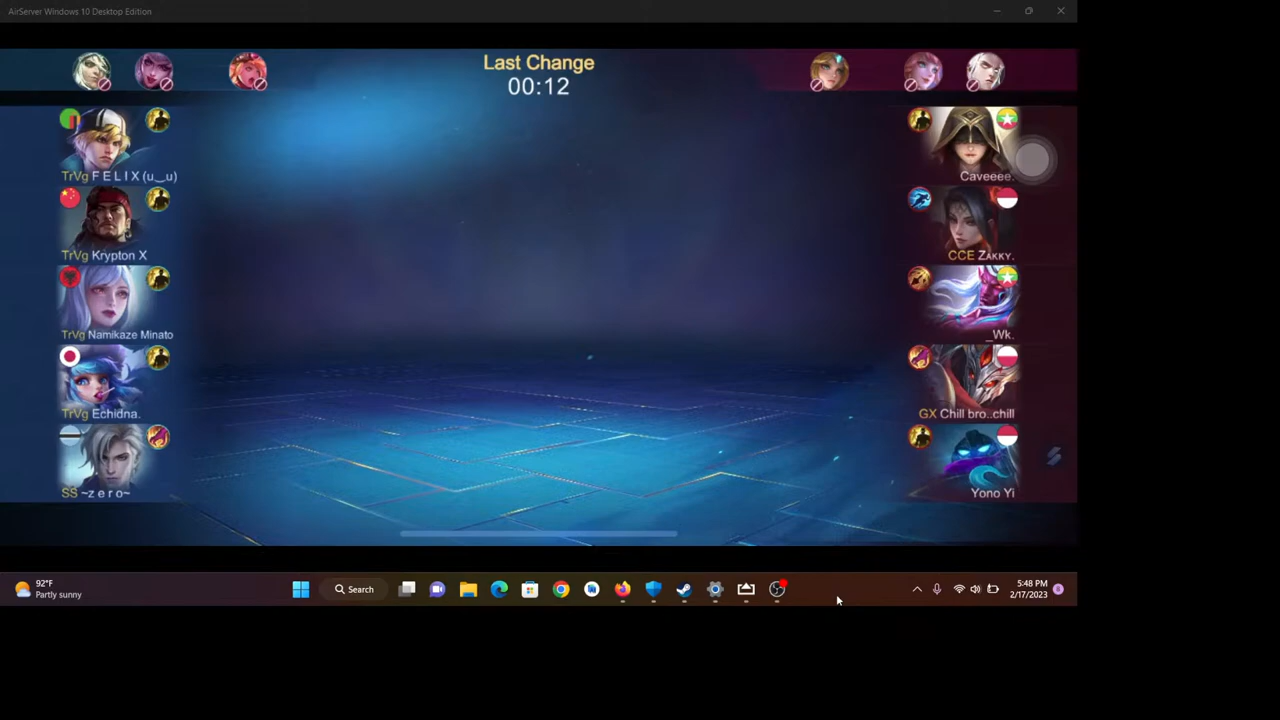 AirServer Windows 10 Desktop Edition
Last Change
00:12
TrVg F E L I X (u‿u)
TrVg Krypton X
TrVg Namikaze Minato
TrVg Echidna.
SS ~z e r o~
Caveeee.
CCE ZAKKY.
_Wk.
GX Chill bro..chill
Yono Yi
92°F
Partly sunny
Search
5:48 PM
2/17/2023
8